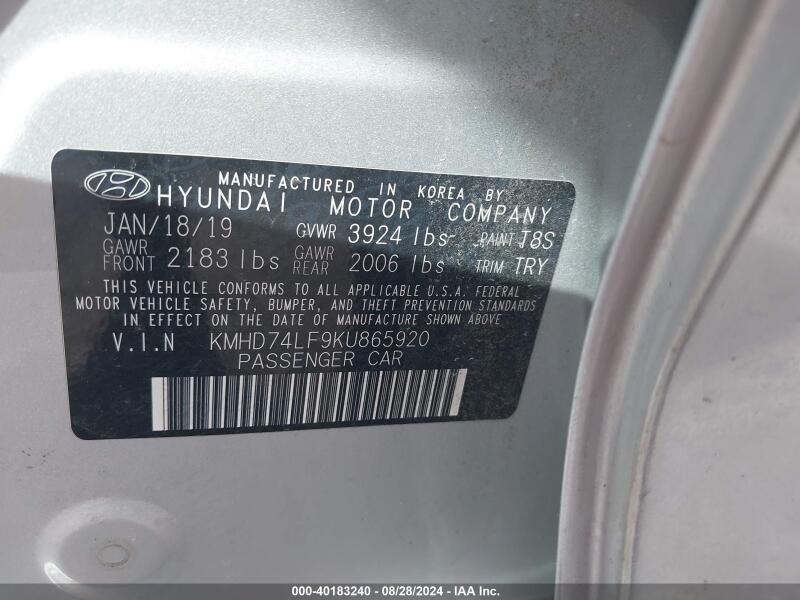 MANUFACTURED IN KOREA BY
HYUNDAI MOTOR COMPANY
JAN/18/19 GVWR 3924 lbs PAINT J8S
GAWR FRONT 2183 lbs GAWR REAR 2006 lbs TRIM TRY
THIS VEHICLE CONFORMS TO ALL APPLICABLE U.S.A. FEDERAL
MOTOR VEHICLE SAFETY, BUMPER, AND THEFT PREVENTION STANDARDS
IN EFFECT ON THE DATE OF MANUFACTURE SHOWN ABOVE
V.I.N KMHD74LF9KU865920
PASSENGER CAR
000-40183240 - 08/28/2024 - IAA Inc.